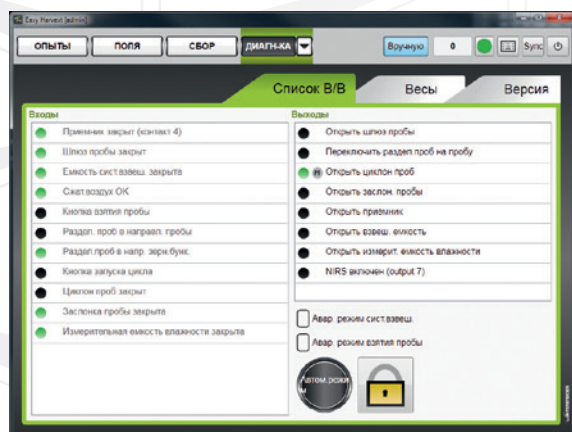 Easy Harvest [admin]
ОПЫТЫ ПОЛЯ СБОР ДИАГН-КА Вручную 0 Sync
Список В/В Весы Версия
Входы
Приемник закрыт (контакт 4)
Шлюз пробы закрыт
Емкость сист.взвеш. закрыта
Сжат.воздух ОК
Кнопка взятия пробы
Раздел. проб в направл. пробы
Раздел.проб в напр. зерн.бунк.
Кнопка запуска цикла
Циклон проб закрыт
Заслонка пробы закрыта
Измерительная емкость влажности закрыта
Выходы
Открыть шлюз пробы
Переключить раздел проб на пробу
Открыть циклон проб
Открыть заслон. пробы
Открыть приемник
Открыть взвеш. емкость
Открыть измерит. емкость влажности
NIRS включен (output 7)
Авар. режим сист.взвеш.
Авар. режим взятия пробы
Автом.режи
м